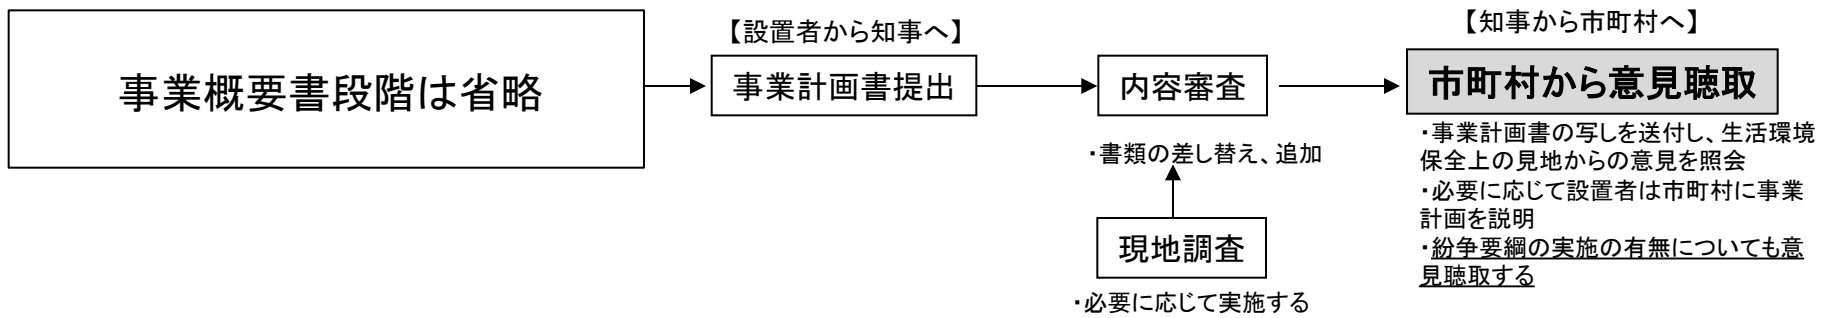 事業概要書段階は省略
【設置者から知事へ】
事業計画書提出
内容審査
・書類の差し替え、追加
現地調査
・必要に応じて実施する
【知事から市町村へ】
市町村から意見聴取
・事業計画書の写しを送付し、生活環境
保全上の見地からの意見を照会
・必要に応じて設置者は市町村に事業
計画を説明
・紛争要綱の実施の有無についても意
見聴取する